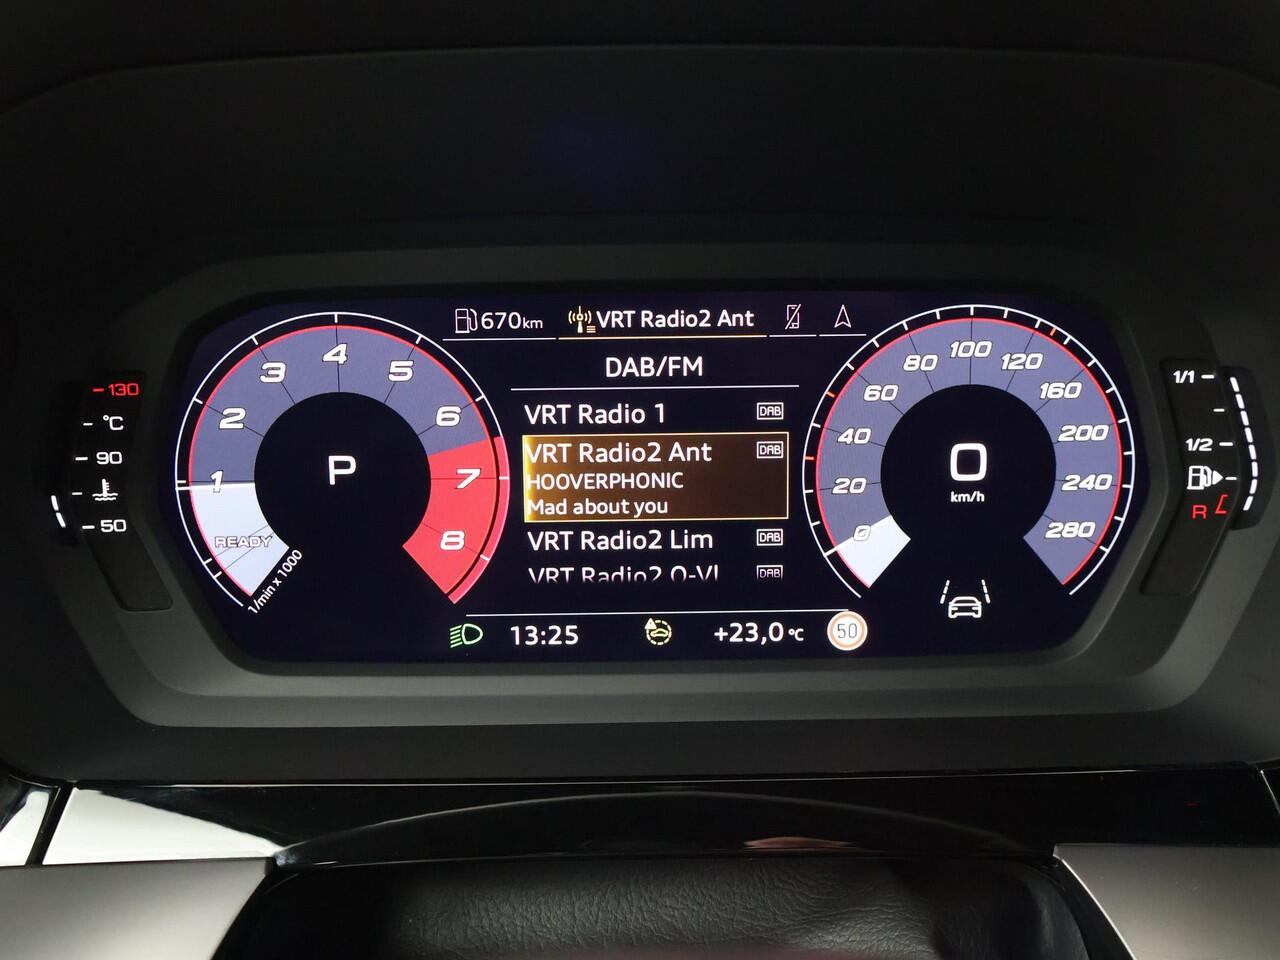 670km
VRT Radio2 Ant
DAB/FM
VRT Radio 1 DAB
VRT Radio2 Ant DAB
HOOVERPHONIC
Mad about you
VRT Radio2 Lim DAB
VRT Radio2 O-Vl DAB
13:25
+23,0 °C
50
130
°C
90
50
4
3
5
2
6
1
7
READY
8
1/min x 1000
P
100
80
120
60
160
40
200
20
240
0
280
0
km/h
1/1
1/2
R